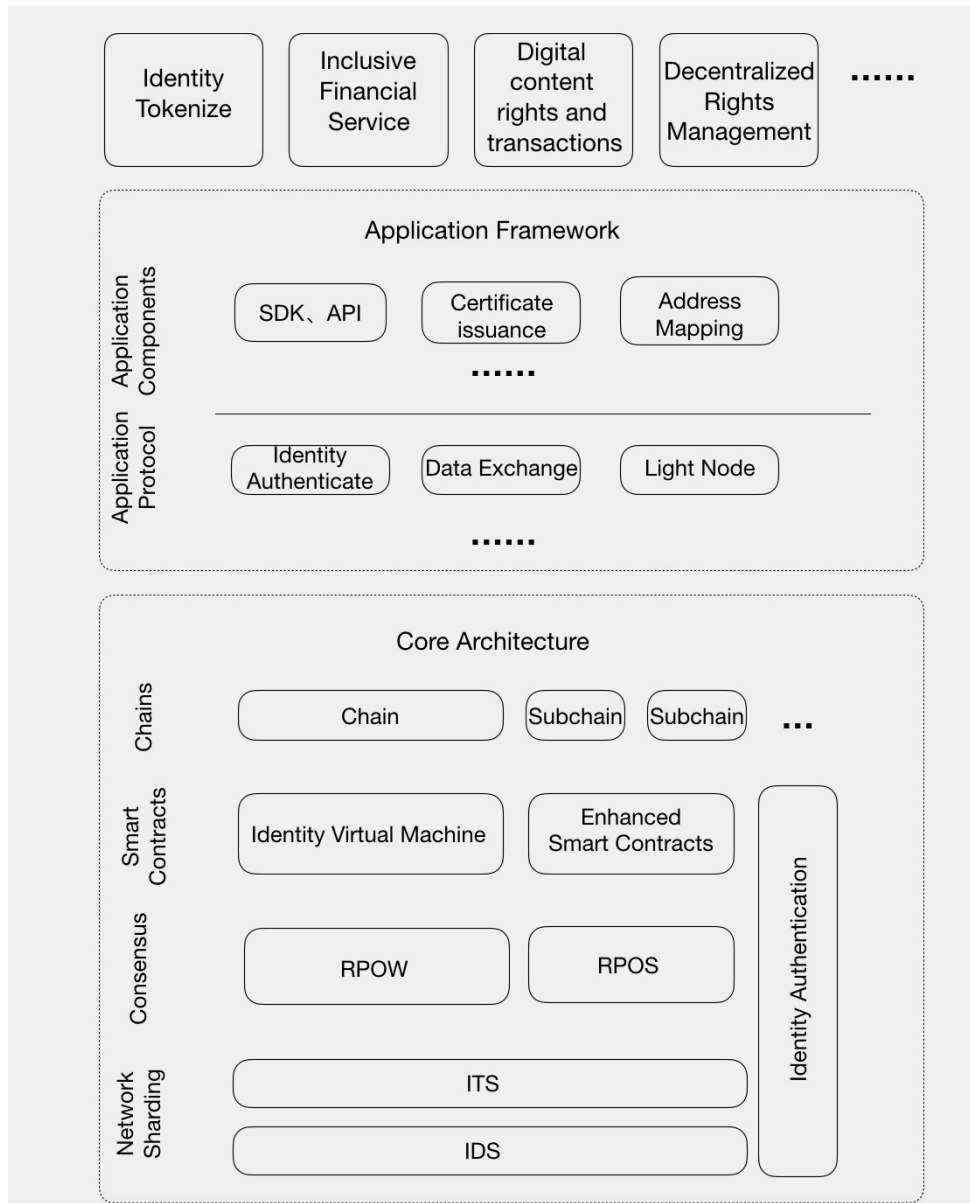 Identity
Tokenize
Inclusive
Financial
Service
Digital
content
rights and
transactions
Decentralized
Rights
Management
......
Application Framework
Application
Components
SDK、API
Certificate
issuance
Address
Mapping
......
Application
Protocol
Identity
Authenticate
Data Exchange
Light Node
......
Core Architecture
Chains
Chain
Subchain
Subchain
...
Smart
Contracts
Identity Virtual Machine
Enhanced
Smart Contracts
Identity Authentication
Consensus
RPOW
RPOS
Network
Sharding
ITS
IDS